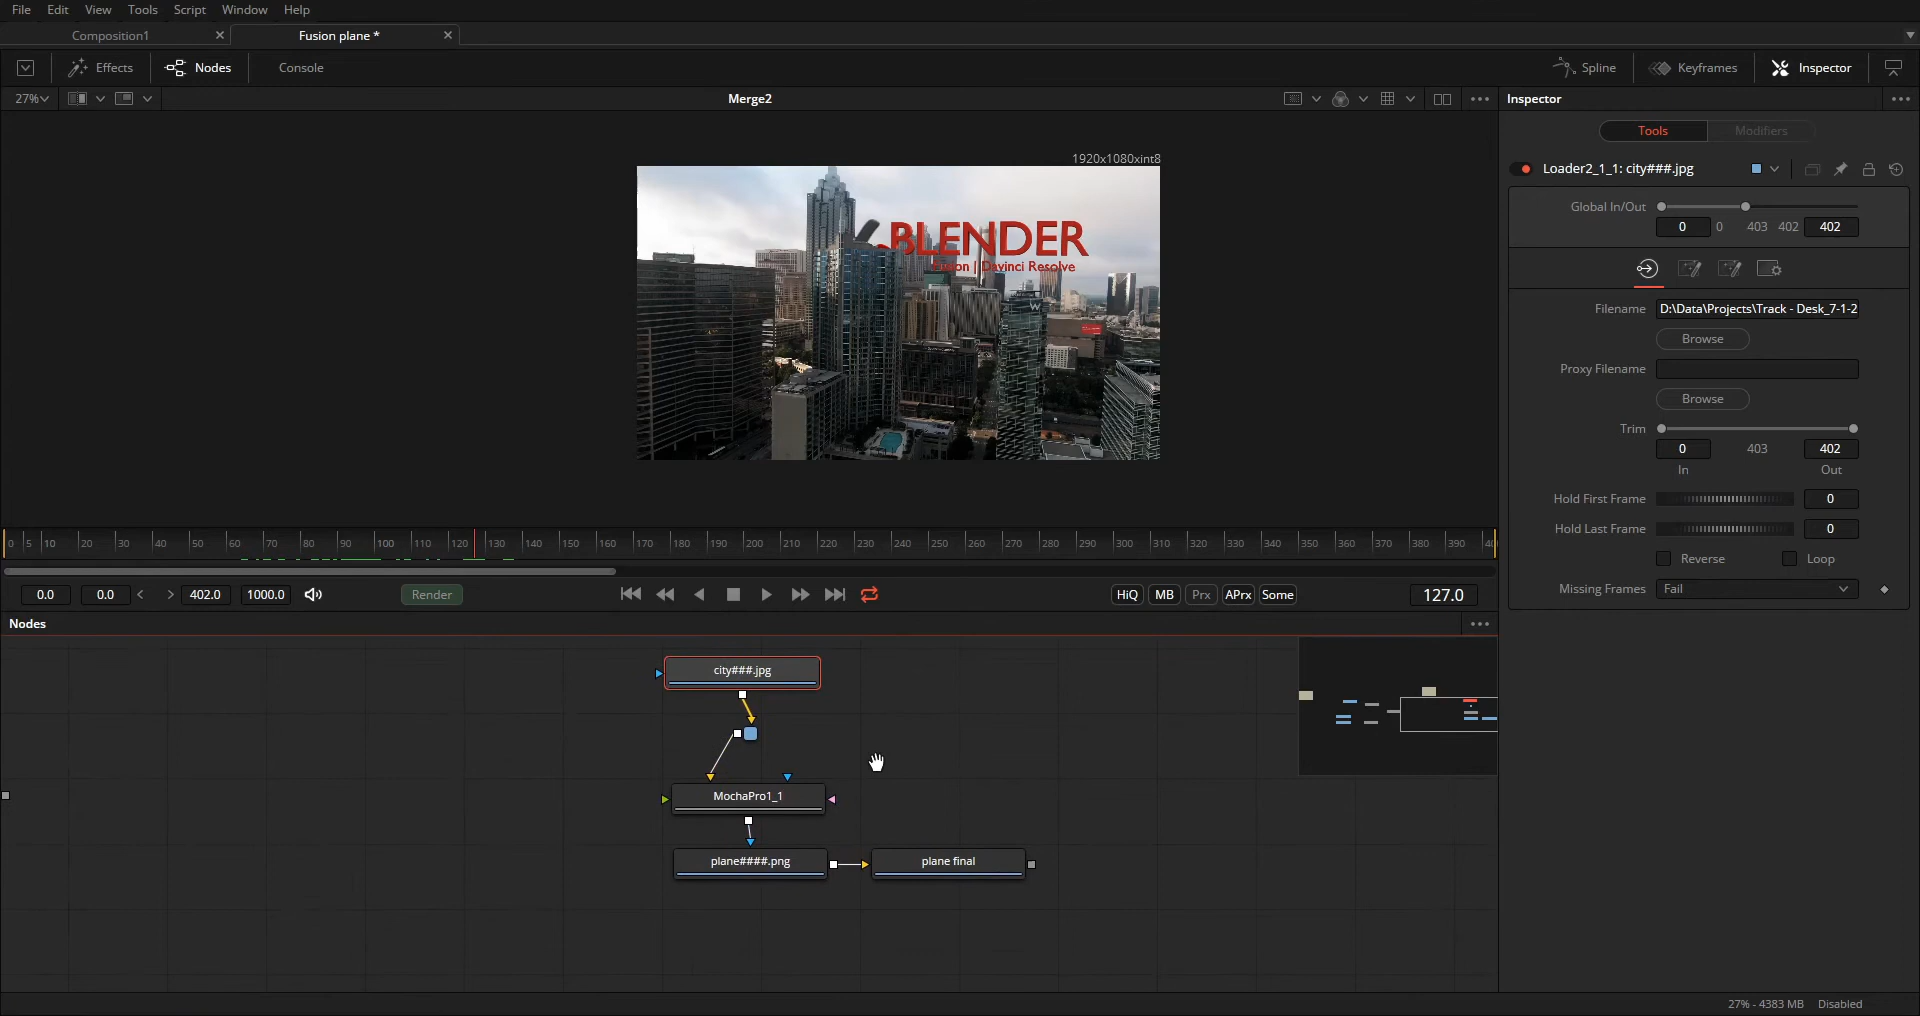 File Edit View Tools Script Window Help
Composition1 Fusion plane *
Effects Nodes Console Spline Keyframes Inspector
27% Merge2 Inspector
Tools Modifiers
1920x1080xint8
Loader2_1_1: city###.jpg
BLENDER
Fusion | Davinci Resolve
Global In/Out
0 0 403 402 402
Filename D:\Data\Projects\Track - Desk_7-1-2
Browse
Proxy Filename
Browse
Trim
0 403 402
In Out
Hold First Frame 0
Hold Last Frame 0
Reverse Loop
Missing Frames Fail
0 5 10 20 30 40 50 60 70 80 90 100 110 120 130 140 150 160 170 180 190 200 210 220 230 240 250 260 270 280 290 300 310 320 330 340 350 360 370 380 390
0.0 0.0 < > 402.0 1000.0 Render HiQ MB Prx APrx Some 127.0
Nodes
city###.jpg
MochaPro1_1
plane####.png plane final
27% - 4383 MB Disabled